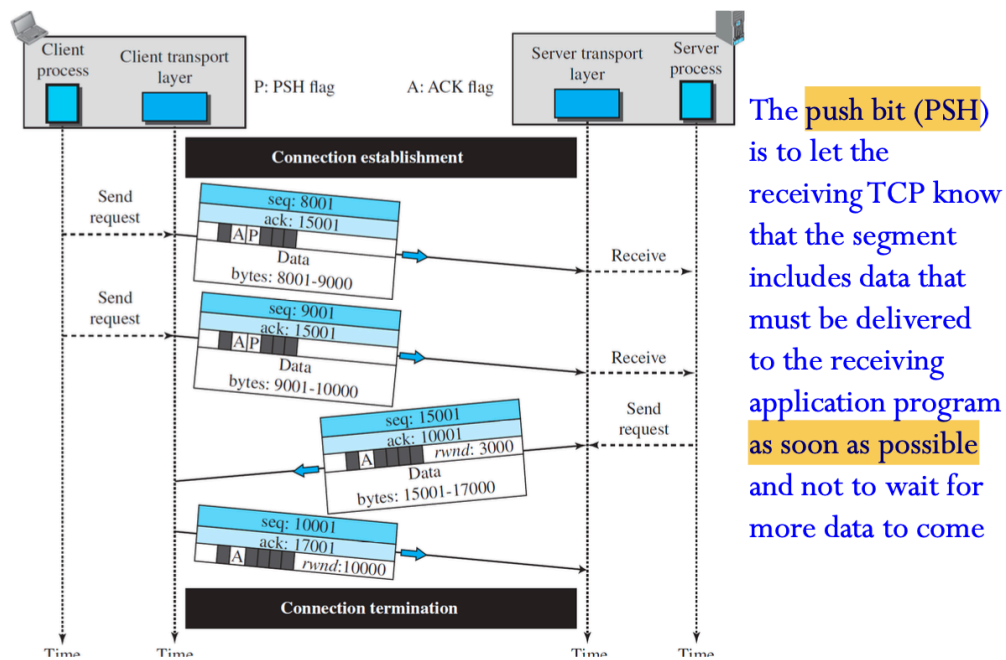 Client
process
Client transport
layer
P: PSH flag
A: ACK flag
Server transport
layer
Server
process
Connection establishment
Send
request
seq: 8001
ack: 15001
A P
Data
bytes: 8001-9000
Receive
Send
request
seq: 9001
ack: 15001
A P
Data
bytes: 9001-10000
Receive
Send
request
seq: 15001
ack: 10001
A
rwnd: 3000
Data
bytes: 15001-17000
seq: 10001
ack: 17001
A
rwnd:10000
Connection termination
Time
Time
Time
Time
The push bit (PSH)
is to let the
receiving TCP know
that the segment
includes data that
must be delivered
to the receiving
application program
as soon as possible
and not to wait for
more data to come